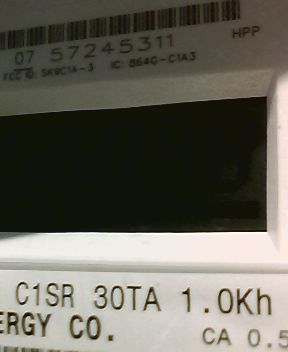 HPP
07 57245311
FCC ID: SK9C1A-3 IC: 864G-C1A3
C1SR 30TA 1.0Kh
ERGY CO.
CA 0.5